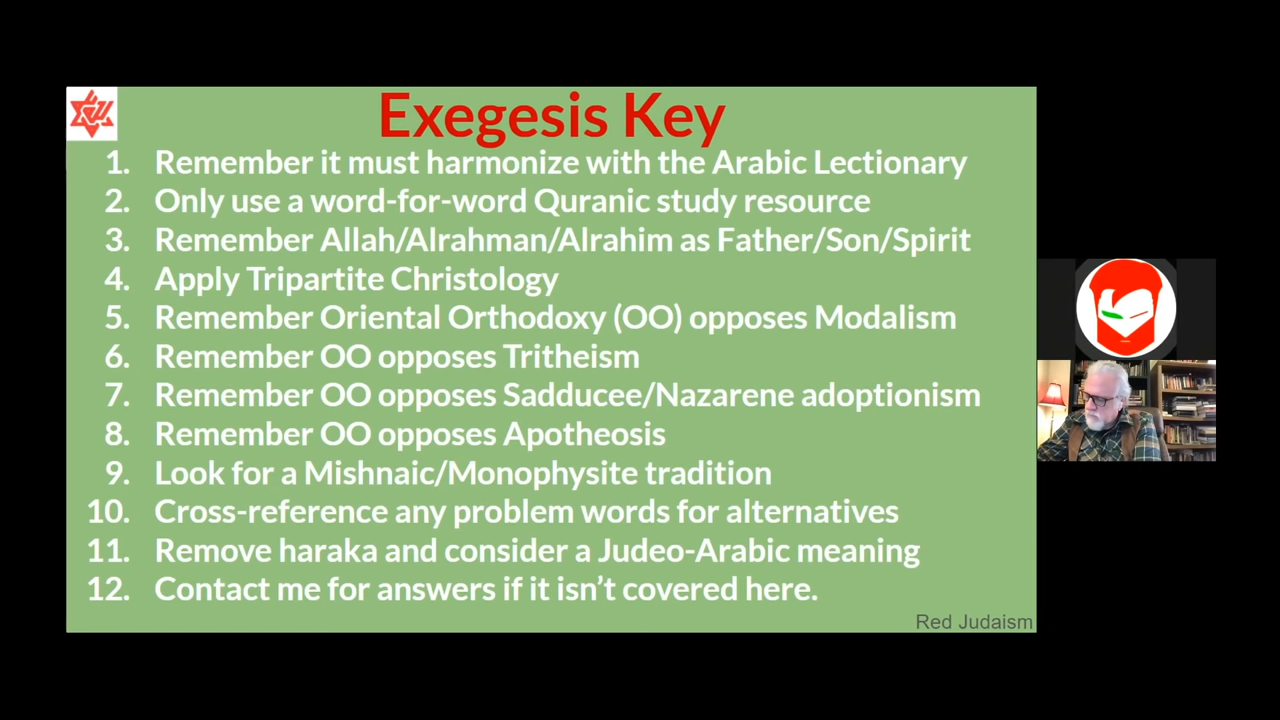 Exegesis Key
1. Remember it must harmonize with the Arabic Lectionary
2. Only use a word-for-word Quranic study resource
3. Remember Allah/Alrahman/Alrahim as Father/Son/Spirit
4. Apply Tripartite Christology
5. Remember Oriental Orthodoxy (OO) opposes Modalism
6. Remember OO opposes Tritheism
7. Remember OO opposes Sadducee/Nazarene adoptionism
8. Remember OO opposes Apotheosis
9. Look for a Mishnaic/Monophysite tradition
10. Cross-reference any problem words for alternatives
11. Remove haraka and consider a Judeo-Arabic meaning
12. Contact me for answers if it isn’t covered here.
Red Judaism